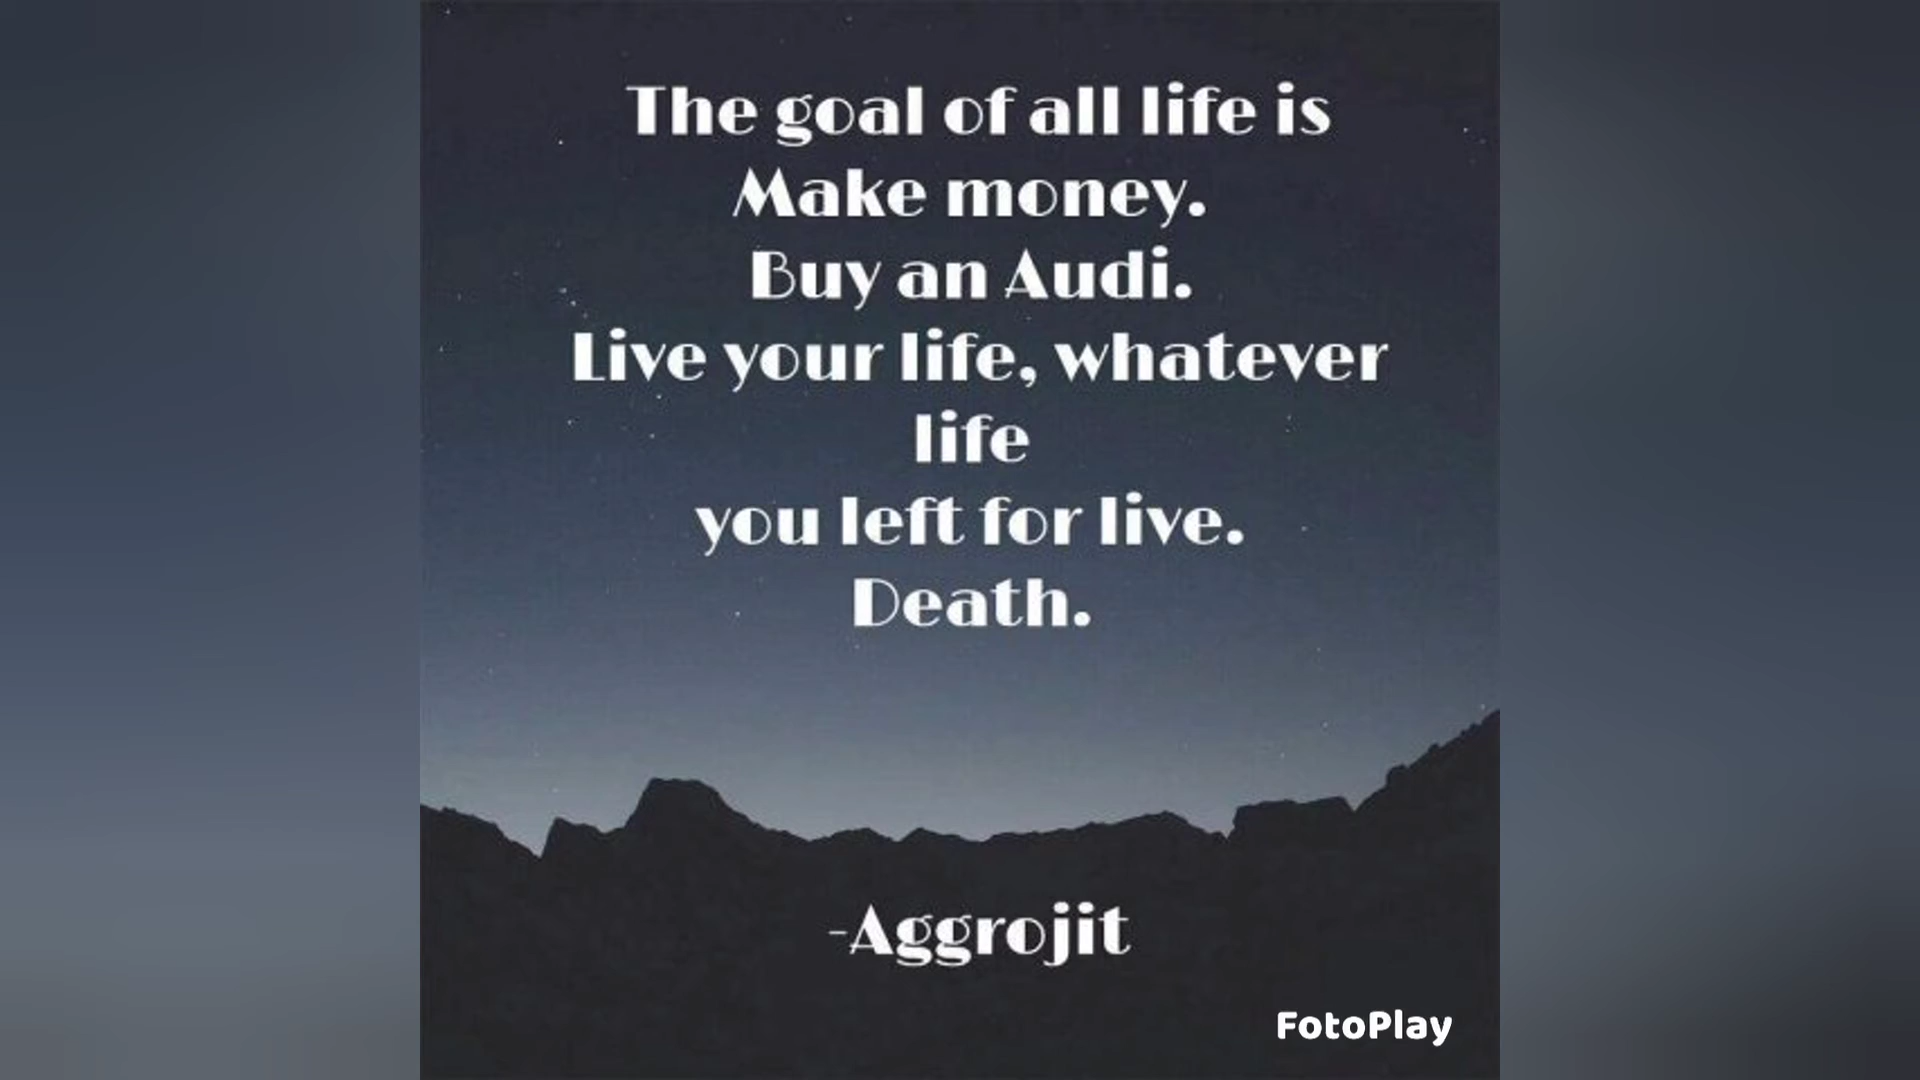 The goal of all life is
Make money.
Buy an Audi.
Live your life, whatever
life
you left for live.
Death.
-Aggrojit
FotoPlay